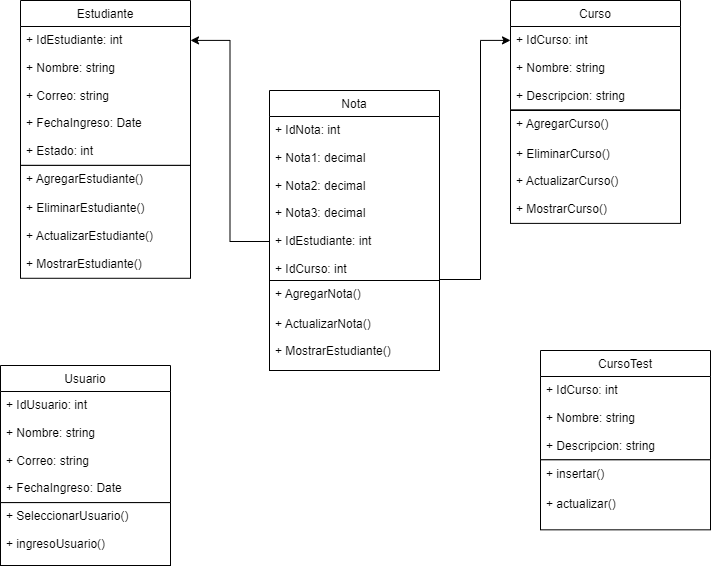 Estudiante
+ IdEstudiante: int
+ Nombre: string
+ Correo: string
+ FechaIngreso: Date
+ Estado: int
+ AgregarEstudiante()
+ EliminarEstudiante()
+ ActualizarEstudiante()
+ MostrarEstudiante()
Nota
+ IdNota: int
+ Nota1: decimal
+ Nota2: decimal
+ Nota3: decimal
+ IdEstudiante: int
+ IdCurso: int
+ AgregarNota()
+ ActualizarNota()
+ MostrarEstudiante()
Curso
+ IdCurso: int
+ Nombre: string
+ Descripcion: string
+ AgregarCurso()
+ EliminarCurso()
+ ActualizarCurso()
+ MostrarCurso()
Usuario
+ IdUsuario: int
+ Nombre: string
+ Correo: string
+ FechaIngreso: Date
+ SeleccionarUsuario()
+ ingresoUsuario()
CursoTest
+ IdCurso: int
+ Nombre: string
+ Descripcion: string
+ insertar()
+ actualizar()